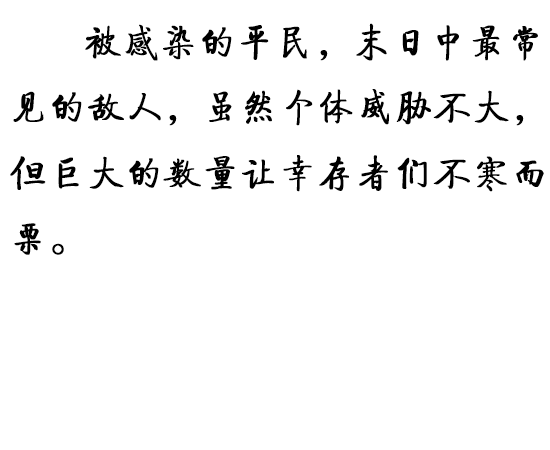 被感染的平民，末日中最常
见的敌人，虽然个体威胁不大，
但巨大的数量让幸存者们不寒而
栗。